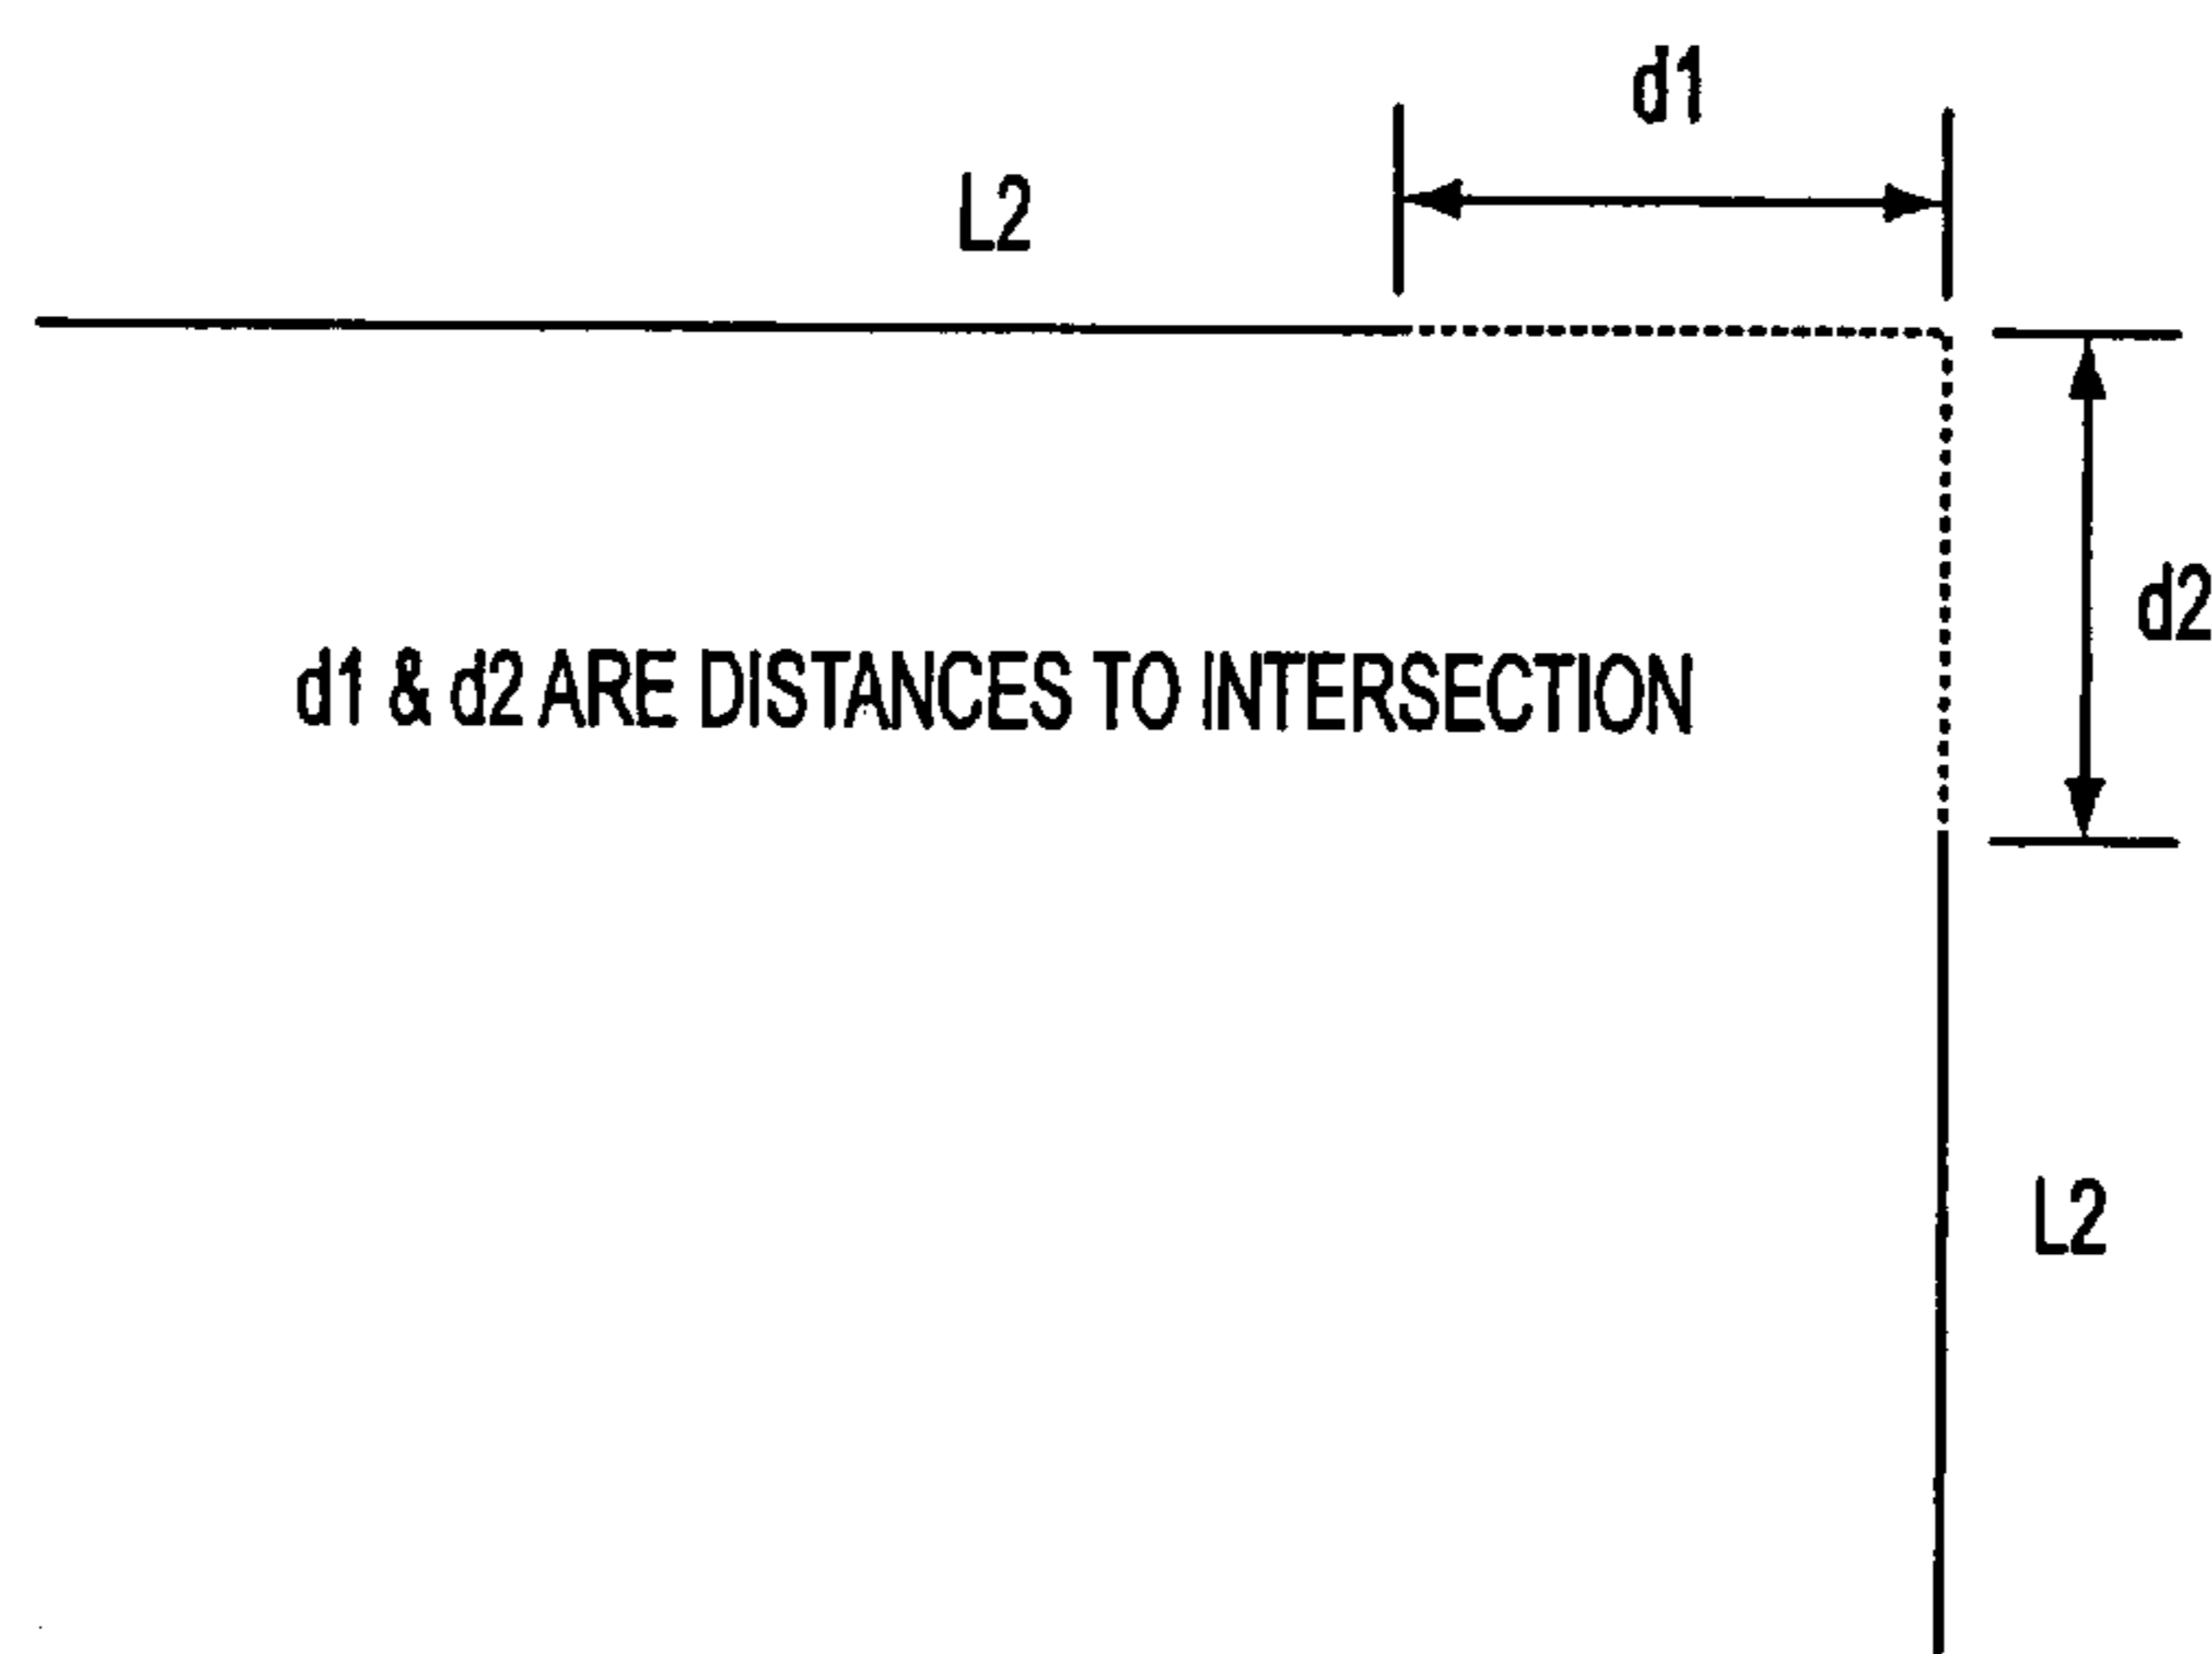 d1
L2
d2
d1 & d2 ARE DISTANCES TO INTERSECTION
L2